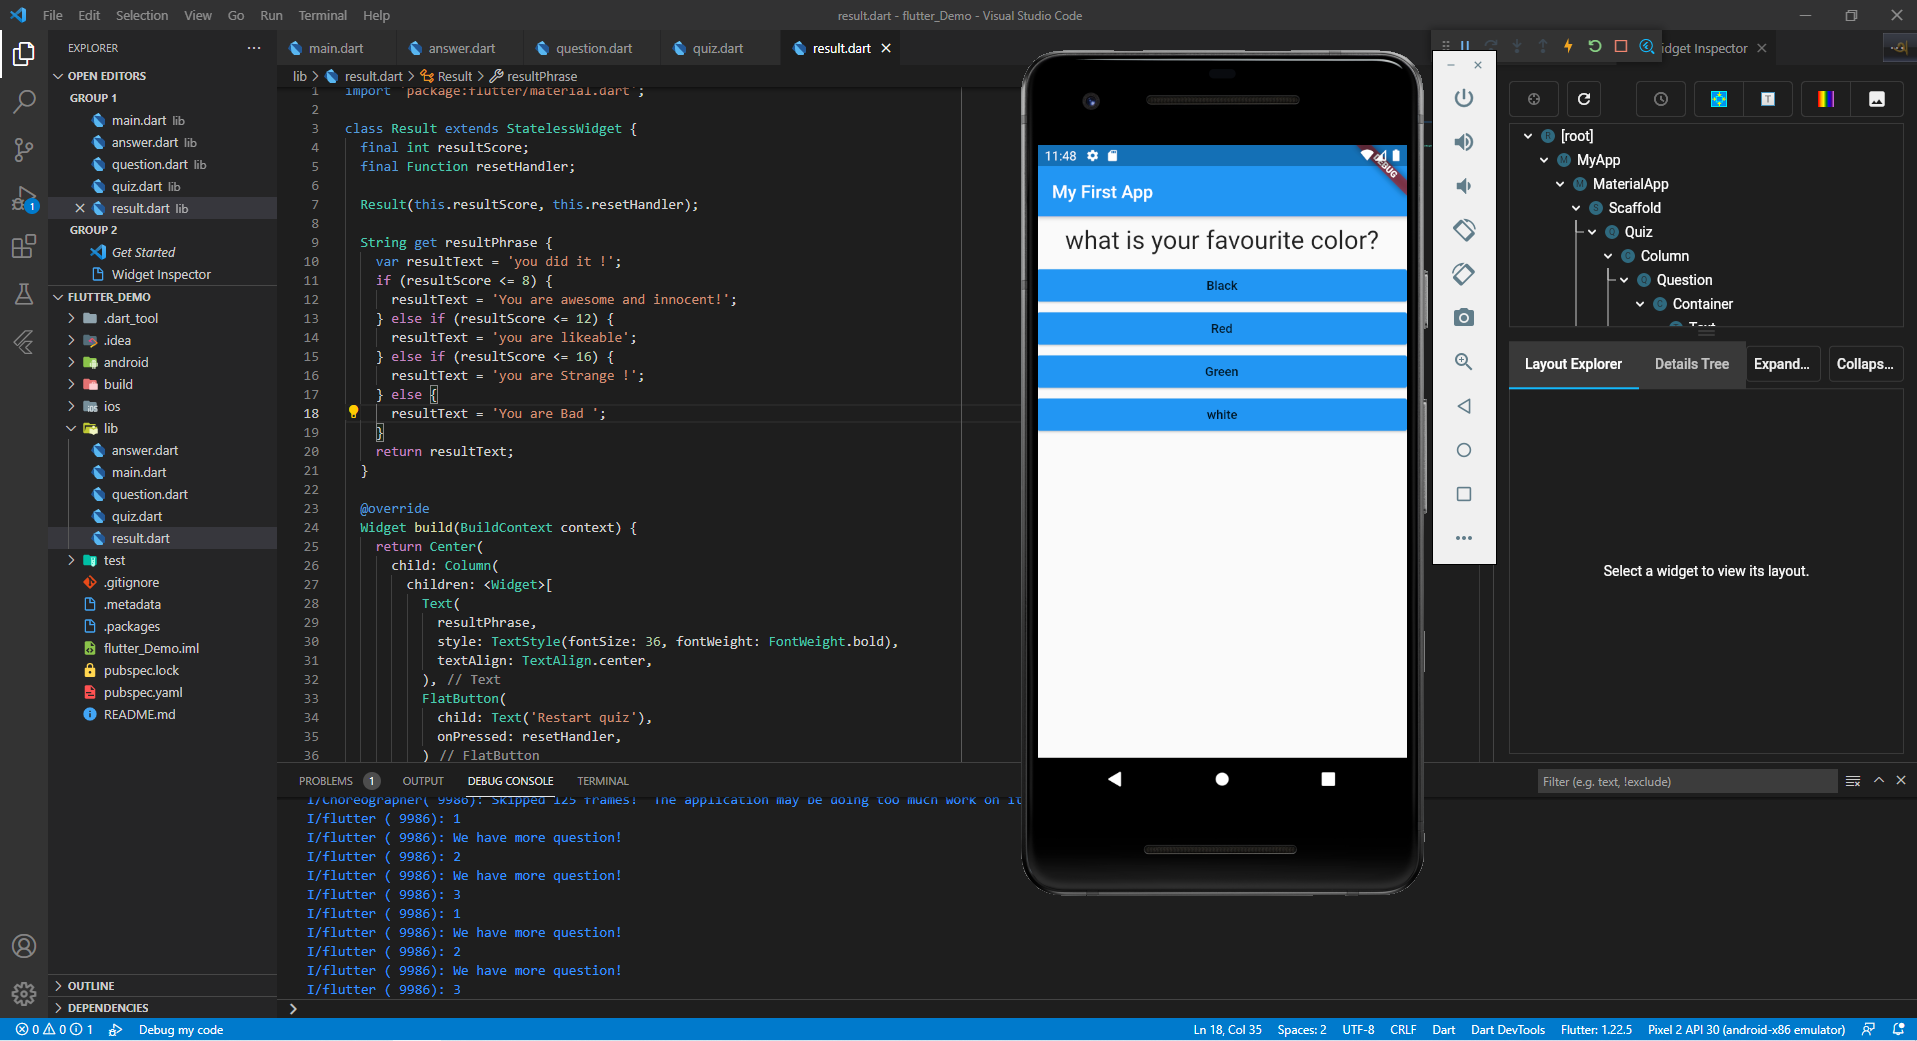 File Edit Selection View Go Run Terminal Help
result.dart - flutter_Demo - Visual Studio Code
EXPLORER
OPEN EDITORS
GROUP 1
main.dart lib
answer.dart lib
question.dart lib
quiz.dart lib
result.dart lib
GROUP 2
Get Started
Widget Inspector
FLUTTER_DEMO
.dart_tool
.idea
android
build
ios
lib
answer.dart
main.dart
question.dart
quiz.dart
result.dart
test
.gitignore
.metadata
.packages
flutter_Demo.iml
pubspec.lock
pubspec.yaml
README.md
OUTLINE
DEPENDENCIES
1
main.dart answer.dart question.dart quiz.dart result.dart
lib > result.dart > Result > resultPhrase
1 import 'package:flutter/material.dart';
2
3 class Result extends StatelessWidget {
4 final int resultScore;
5 final Function resetHandler;
6
7 Result(this.resultScore, this.resetHandler);
8
9 String get resultPhrase {
10 var resultText = 'you did it !';
11 if (resultScore <= 8) {
12 resultText = 'You are awesome and innocent!';
13 } else if (resultScore <= 12) {
14 resultText = 'you are likeable';
15 } else if (resultScore <= 16) {
16 resultText = 'you are Strange !';
17 } else {
18 resultText = 'You are Bad ';
19 }
20 return resultText;
21 }
22
23 @override
24 Widget build(BuildContext context) {
25 return Center(
26 child: Column(
27 children: <Widget>[
28 Text(
29 resultPhrase,
30 style: TextStyle(fontSize: 36, fontWeight: FontWeight.bold),
31 textAlign: TextAlign.center,
32 ), // Text
33 FlatButton(
34 child: Text('Restart quiz'),
35 onPressed: resetHandler,
36 ) // FlatButton
PROBLEMS 1 OUTPUT DEBUG CONSOLE TERMINAL
Filter (e.g. text, !exclude)
I/Choreographer( 9986): Skipped 125 frames! The application may be doing too much work on it
I/flutter ( 9986): 1
I/flutter ( 9986): We have more question!
I/flutter ( 9986): 2
I/flutter ( 9986): We have more question!
I/flutter ( 9986): 3
I/flutter ( 9986): 1
I/flutter ( 9986): We have more question!
I/flutter ( 9986): 2
I/flutter ( 9986): We have more question!
I/flutter ( 9986): 3
11:48
DEBUG
My First App
what is your favourite color?
Black
Red
Green
white
idget Inspector
[root]
MyApp
MaterialApp
Scaffold
Quiz
Column
Question
Container
Text
Layout Explorer Details Tree Expand... Collaps...
Select a widget to view its layout.
0 0 1 Debug my code
Ln 18, Col 35 Spaces: 2 UTF-8 CRLF Dart Dart DevTools Flutter: 1.22.5 Pixel 2 API 30 (android-x86 emulator)